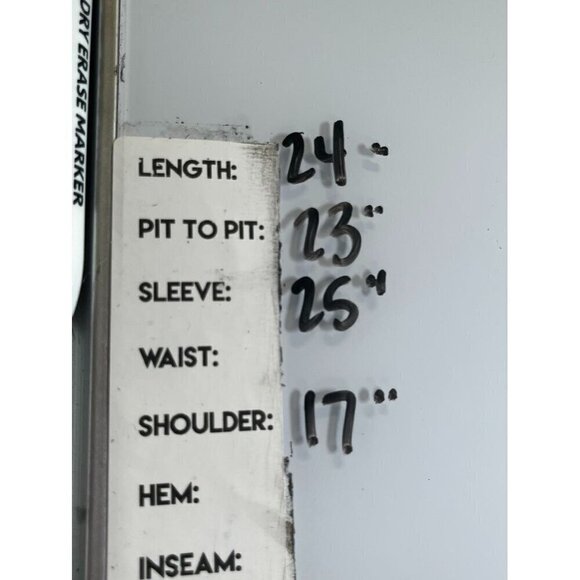 ORY ERASE MARKER
LENGTH: 24"
PIT TO PIT: 23"
SLEEVE: 25"
WAIST:
SHOULDER: 17"
HEM:
INSEAM: